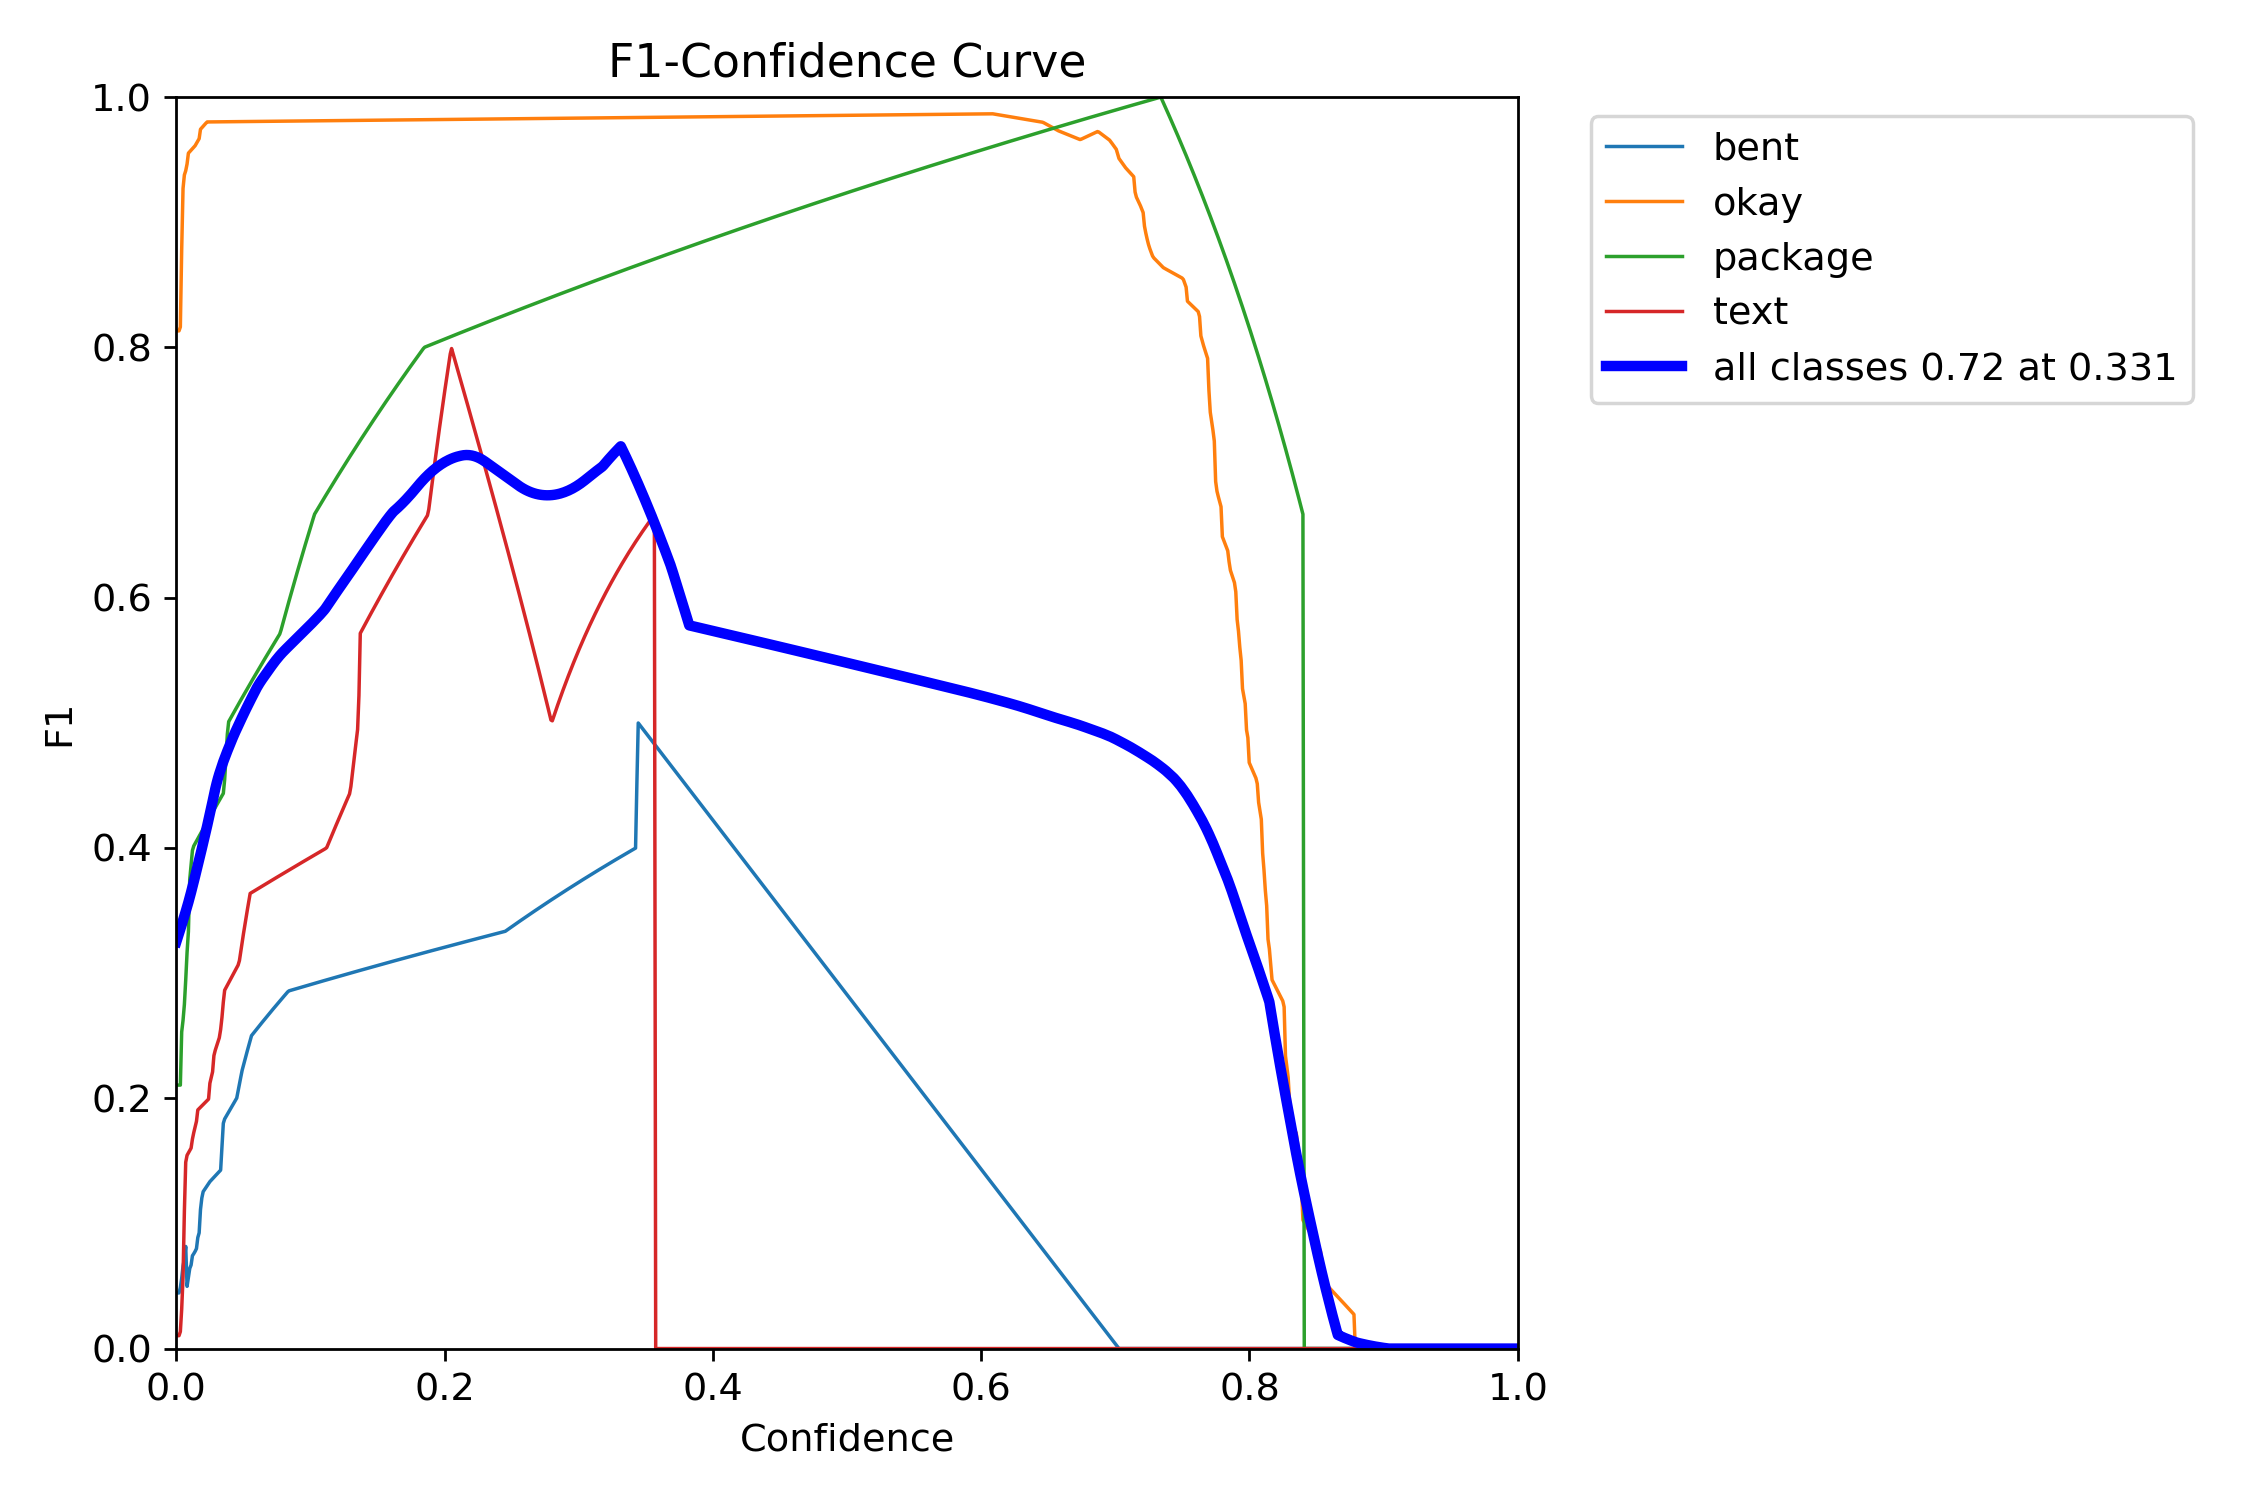 F1-Confidence Curve
1.0
0.8
0.6
0.4
0.2
0.0
F1
0.0 0.2 0.4 0.6 0.8 1.0
Confidence
bent
okay
package
text
all classes 0.72 at 0.331